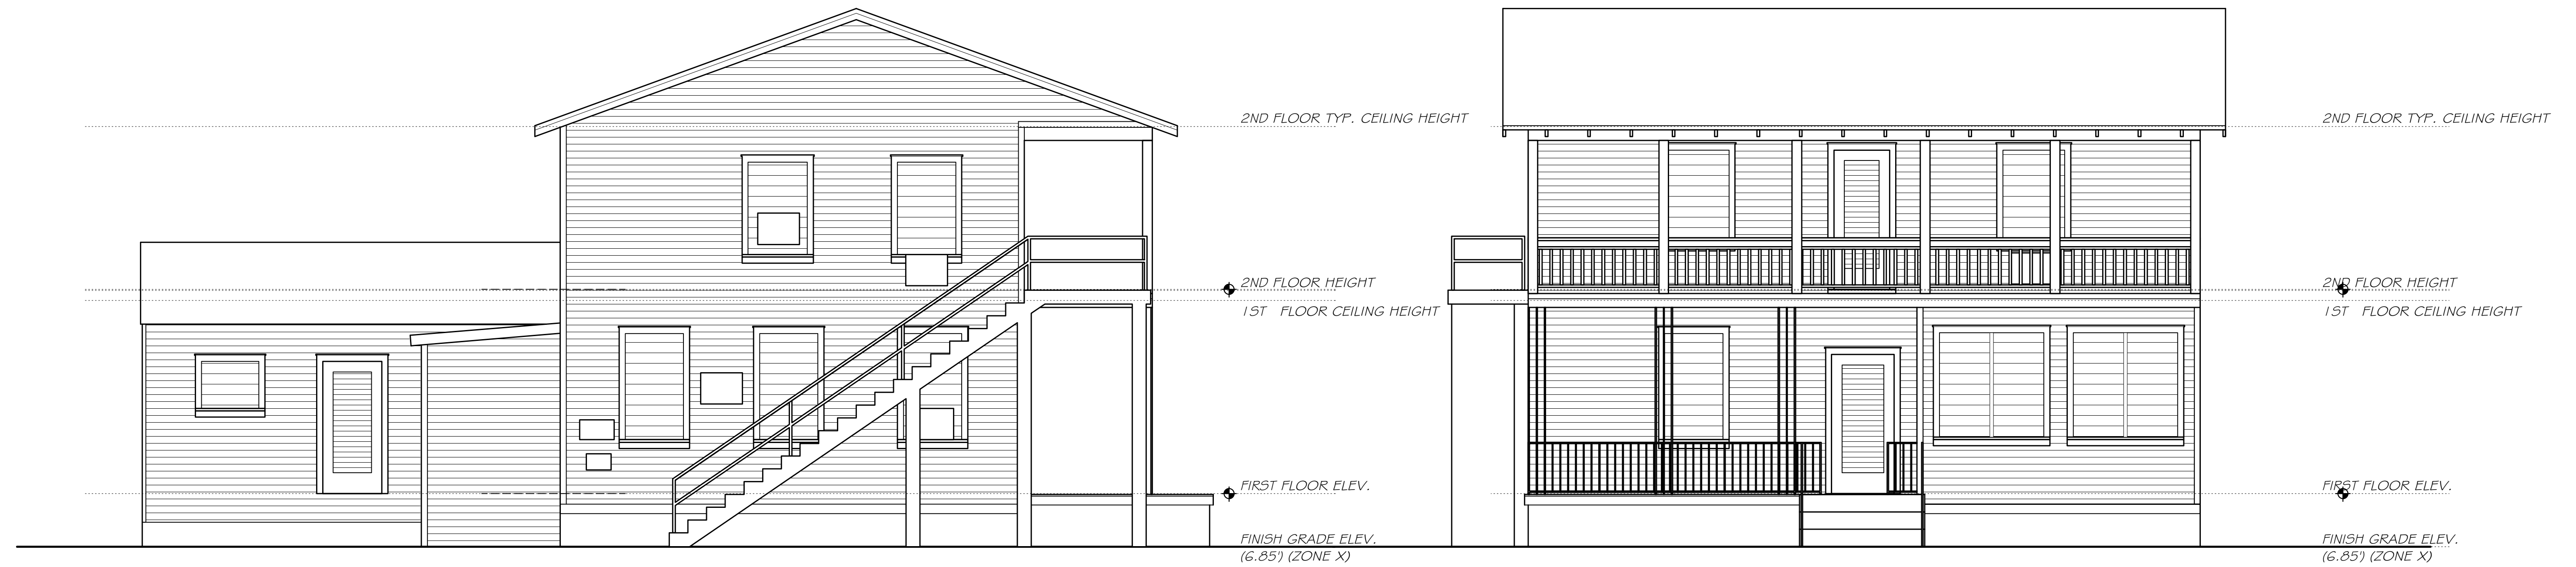 2ND FLOOR TYP. CEILING HEIGHT
2ND FLOOR HEIGHT
1ST FLOOR CEILING HEIGHT
FIRST FLOOR ELEV.
FINISH GRADE ELEV.
(6.85') (ZONE X)
2ND FLOOR TYP. CEILING HEIGHT
2ND FLOOR HEIGHT
1ST FLOOR CEILING HEIGHT
FIRST FLOOR ELEV.
FINISH GRADE ELEV.
(6.85') (ZONE X)